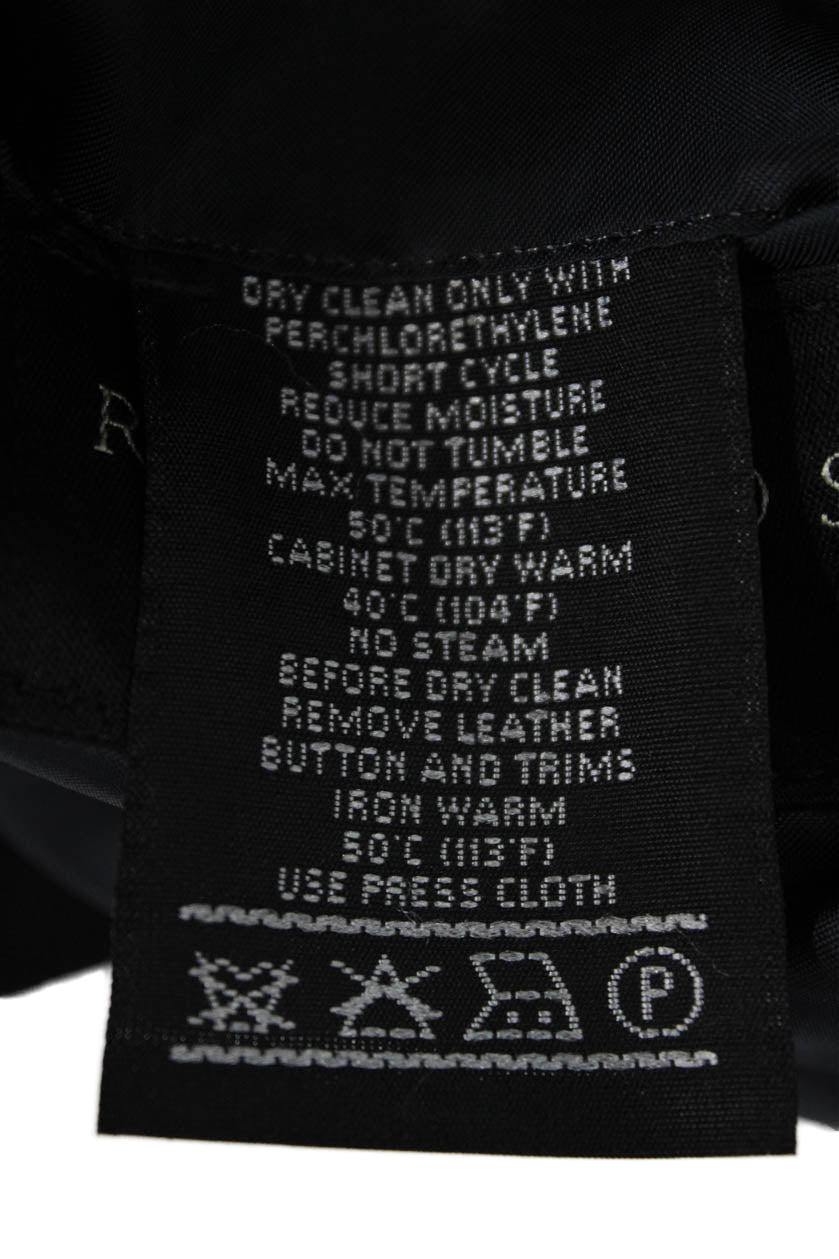 DRY CLEAN ONLY WITH
PERCHLORETHYLENE
SHORT CYCLE
REDUCE MOISTURE
DO NOT TUMBLE
MAX TEMPERATURE
50°C (113°F)
CABINET DRY WARM
40°C (104°F)
NO STEAM
BEFORE DRY CLEAN
REMOVE LEATHER
BUTTON AND TRIMS
IRON WARM
50°C (113°F)
USE PRESS CLOTH
P
R
S